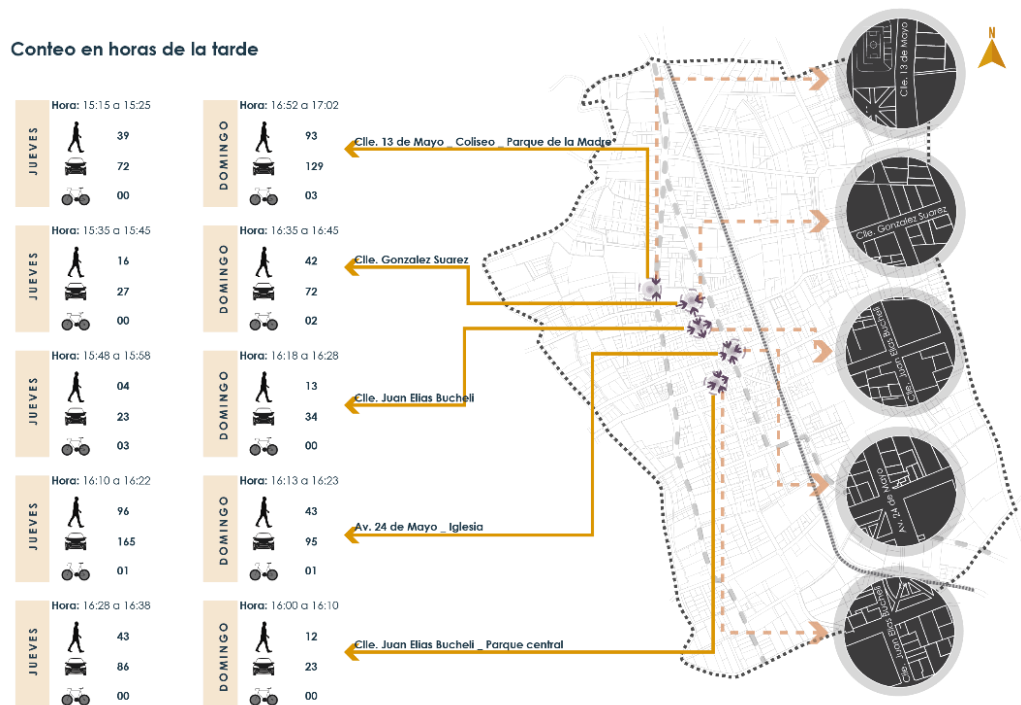 Conteo en horas de la tarde
N
JUEVES
Hora: 15:15 a 15:25
39
72
00
DOMINGO
Hora: 16:52 a 17:02
93
129
03
Clle. 13 de Mayo _ Coliseo _ Parque de la Madre
Clle. 13 de Mayo
JUEVES
Hora: 15:35 a 15:45
16
27
00
DOMINGO
Hora: 16:35 a 16:45
42
72
02
Clle. Gonzalez Suarez
Clle. Gonzalez Suarez
JUEVES
Hora: 15:48 a 15:58
04
23
03
DOMINGO
Hora: 16:18 a 16:28
13
34
00
Clle. Juan Elias Bucheli
Clle. Juan Elias Bucheli
JUEVES
Hora: 16:10 a 16:22
96
165
01
DOMINGO
Hora: 16:13 a 16:23
43
95
01
Av. 24 de Mayo _ Iglesia
Av. 24 de Mayo
JUEVES
Hora: 16:28 a 16:38
43
86
00
DOMINGO
Hora: 16:00 a 16:10
12
23
00
Clle. Juan Elias Bucheli _ Parque central
Clle. Juan Elias Bucheli